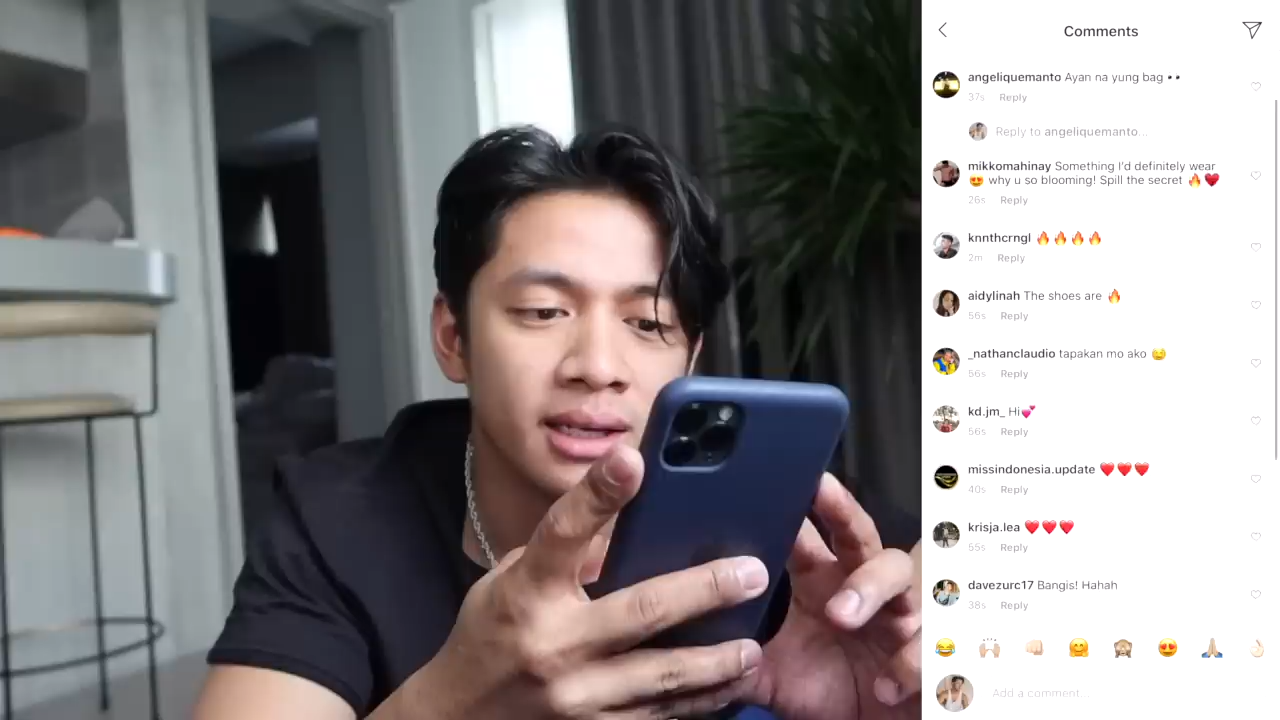 Comments
angeliquemanto Ayan na yung bag 👀
37s Reply
Reply to angeliquemanto...
mikkomahinay Something I'd definitely wear
😍 why u so blooming! Spill the secret 🔥❤️
26s Reply
knnthcrngl 🔥🔥🔥🔥
2m Reply
aidylinah The shoes are 🔥
56s Reply
_nathanclaudio tapakan mo ako 😆
56s Reply
kd.jm_ Hi💕
56s Reply
missindonesia.update ❤️❤️❤️
40s Reply
krisja.lea ❤️❤️❤️
55s Reply
davezurc17 Bangis! Hahah
38s Reply
😂 🙌🏼 👊🏼 🤗 🙈 😍 🙏🏼 👌🏻
Add a comment...